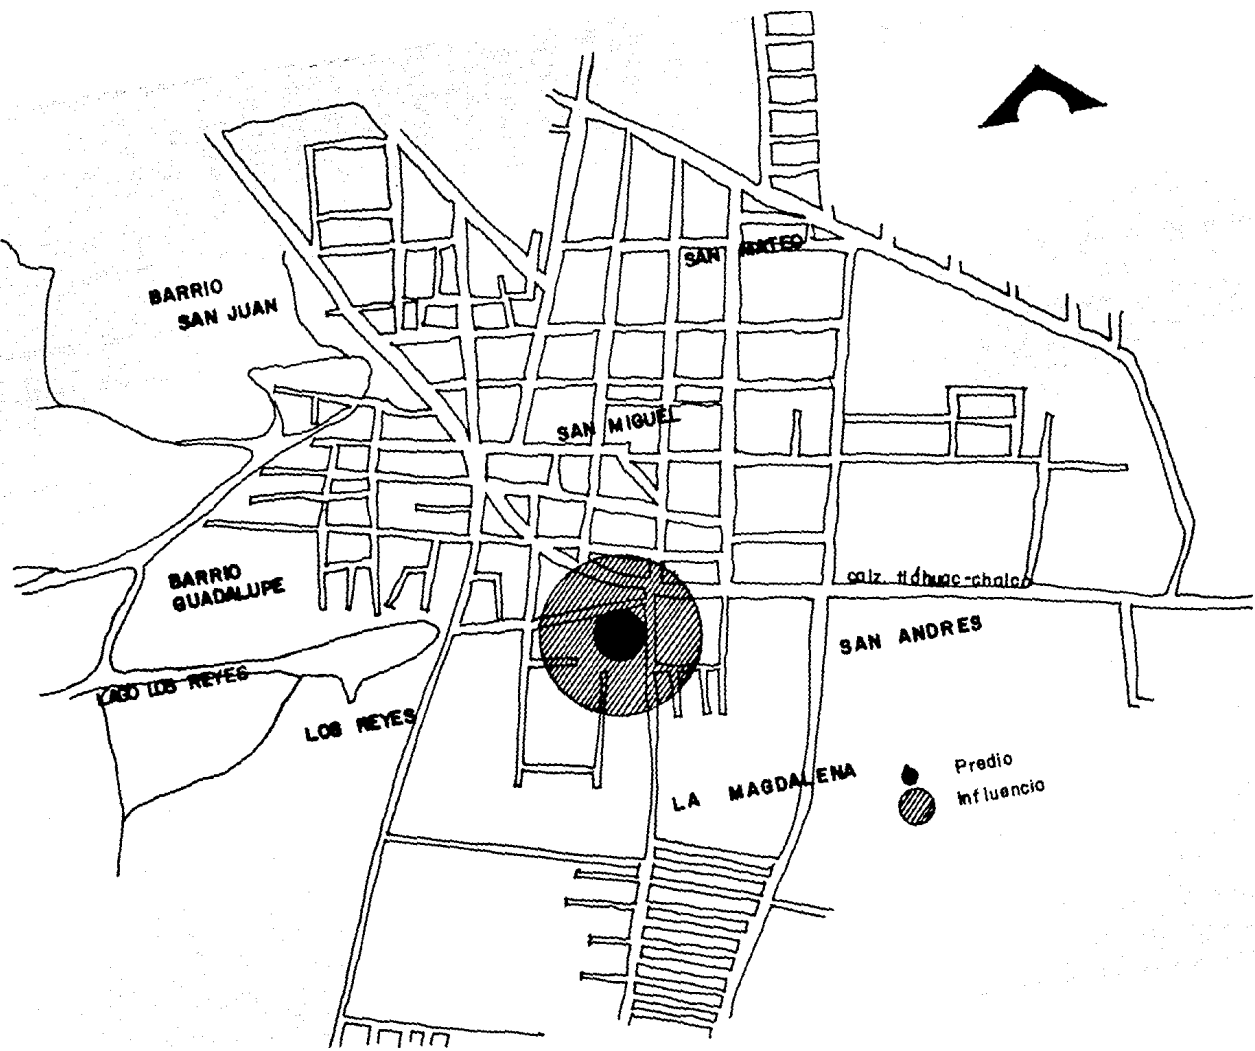 SAN MATEO
BARRIO
SAN JUAN
SAN MIGUEL
BARRIO
GUADALUPE
calz. tláhuac-chalco
SAN ANDRES
LAGO LOS REYES
LOS REYES
LA MAGDALENA
Predio
Influencia